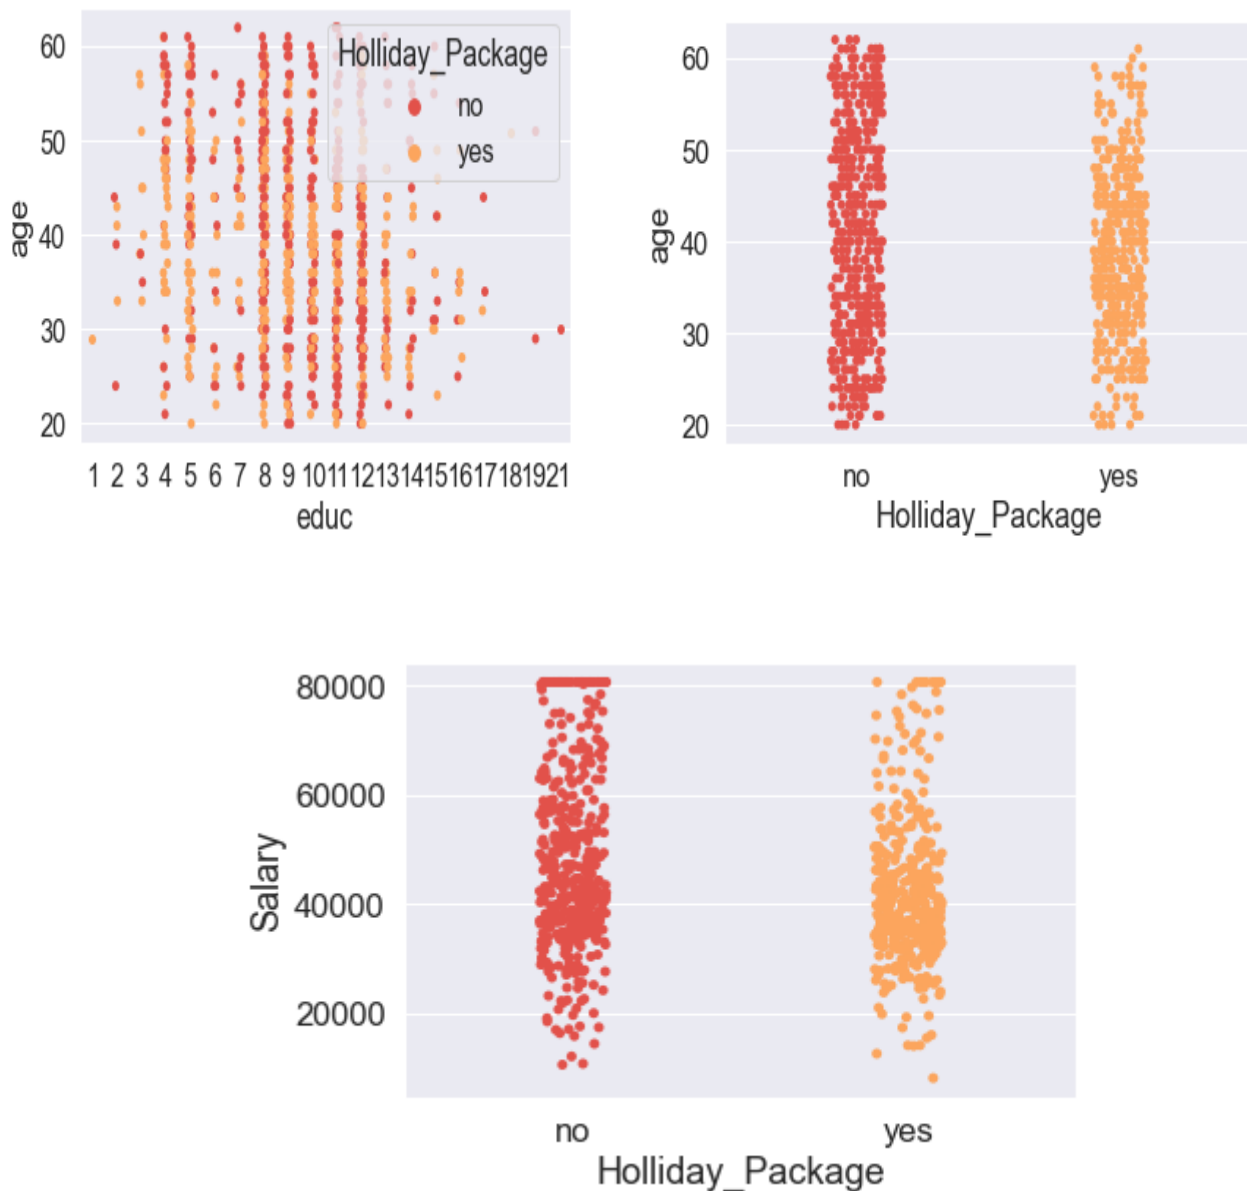 60
50
40
30
20
age
Holliday_Package
no
yes
1 2 3 4 5 6 7 8 9 10 11 12 13 14 15 16 17 18 19 21
educ
60
50
40
30
20
age
no yes
Holliday_Package
80000
60000
40000
20000
Salary
no yes
Holliday_Package